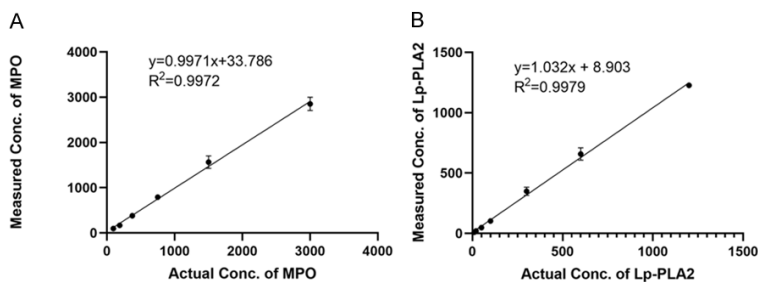 A
Measured Conc. of MPO
4000
3000
2000
1000
0
y=0.9971x+33.786
R²=0.9972
0 1000 2000 3000 4000
Actual Conc. of MPO
B
Measured Conc. of Lp-PLA2
1500
1000
500
0
y=1.032x + 8.903
R²=0.9979
0 500 1000 1500
Actual Conc. of Lp-PLA2